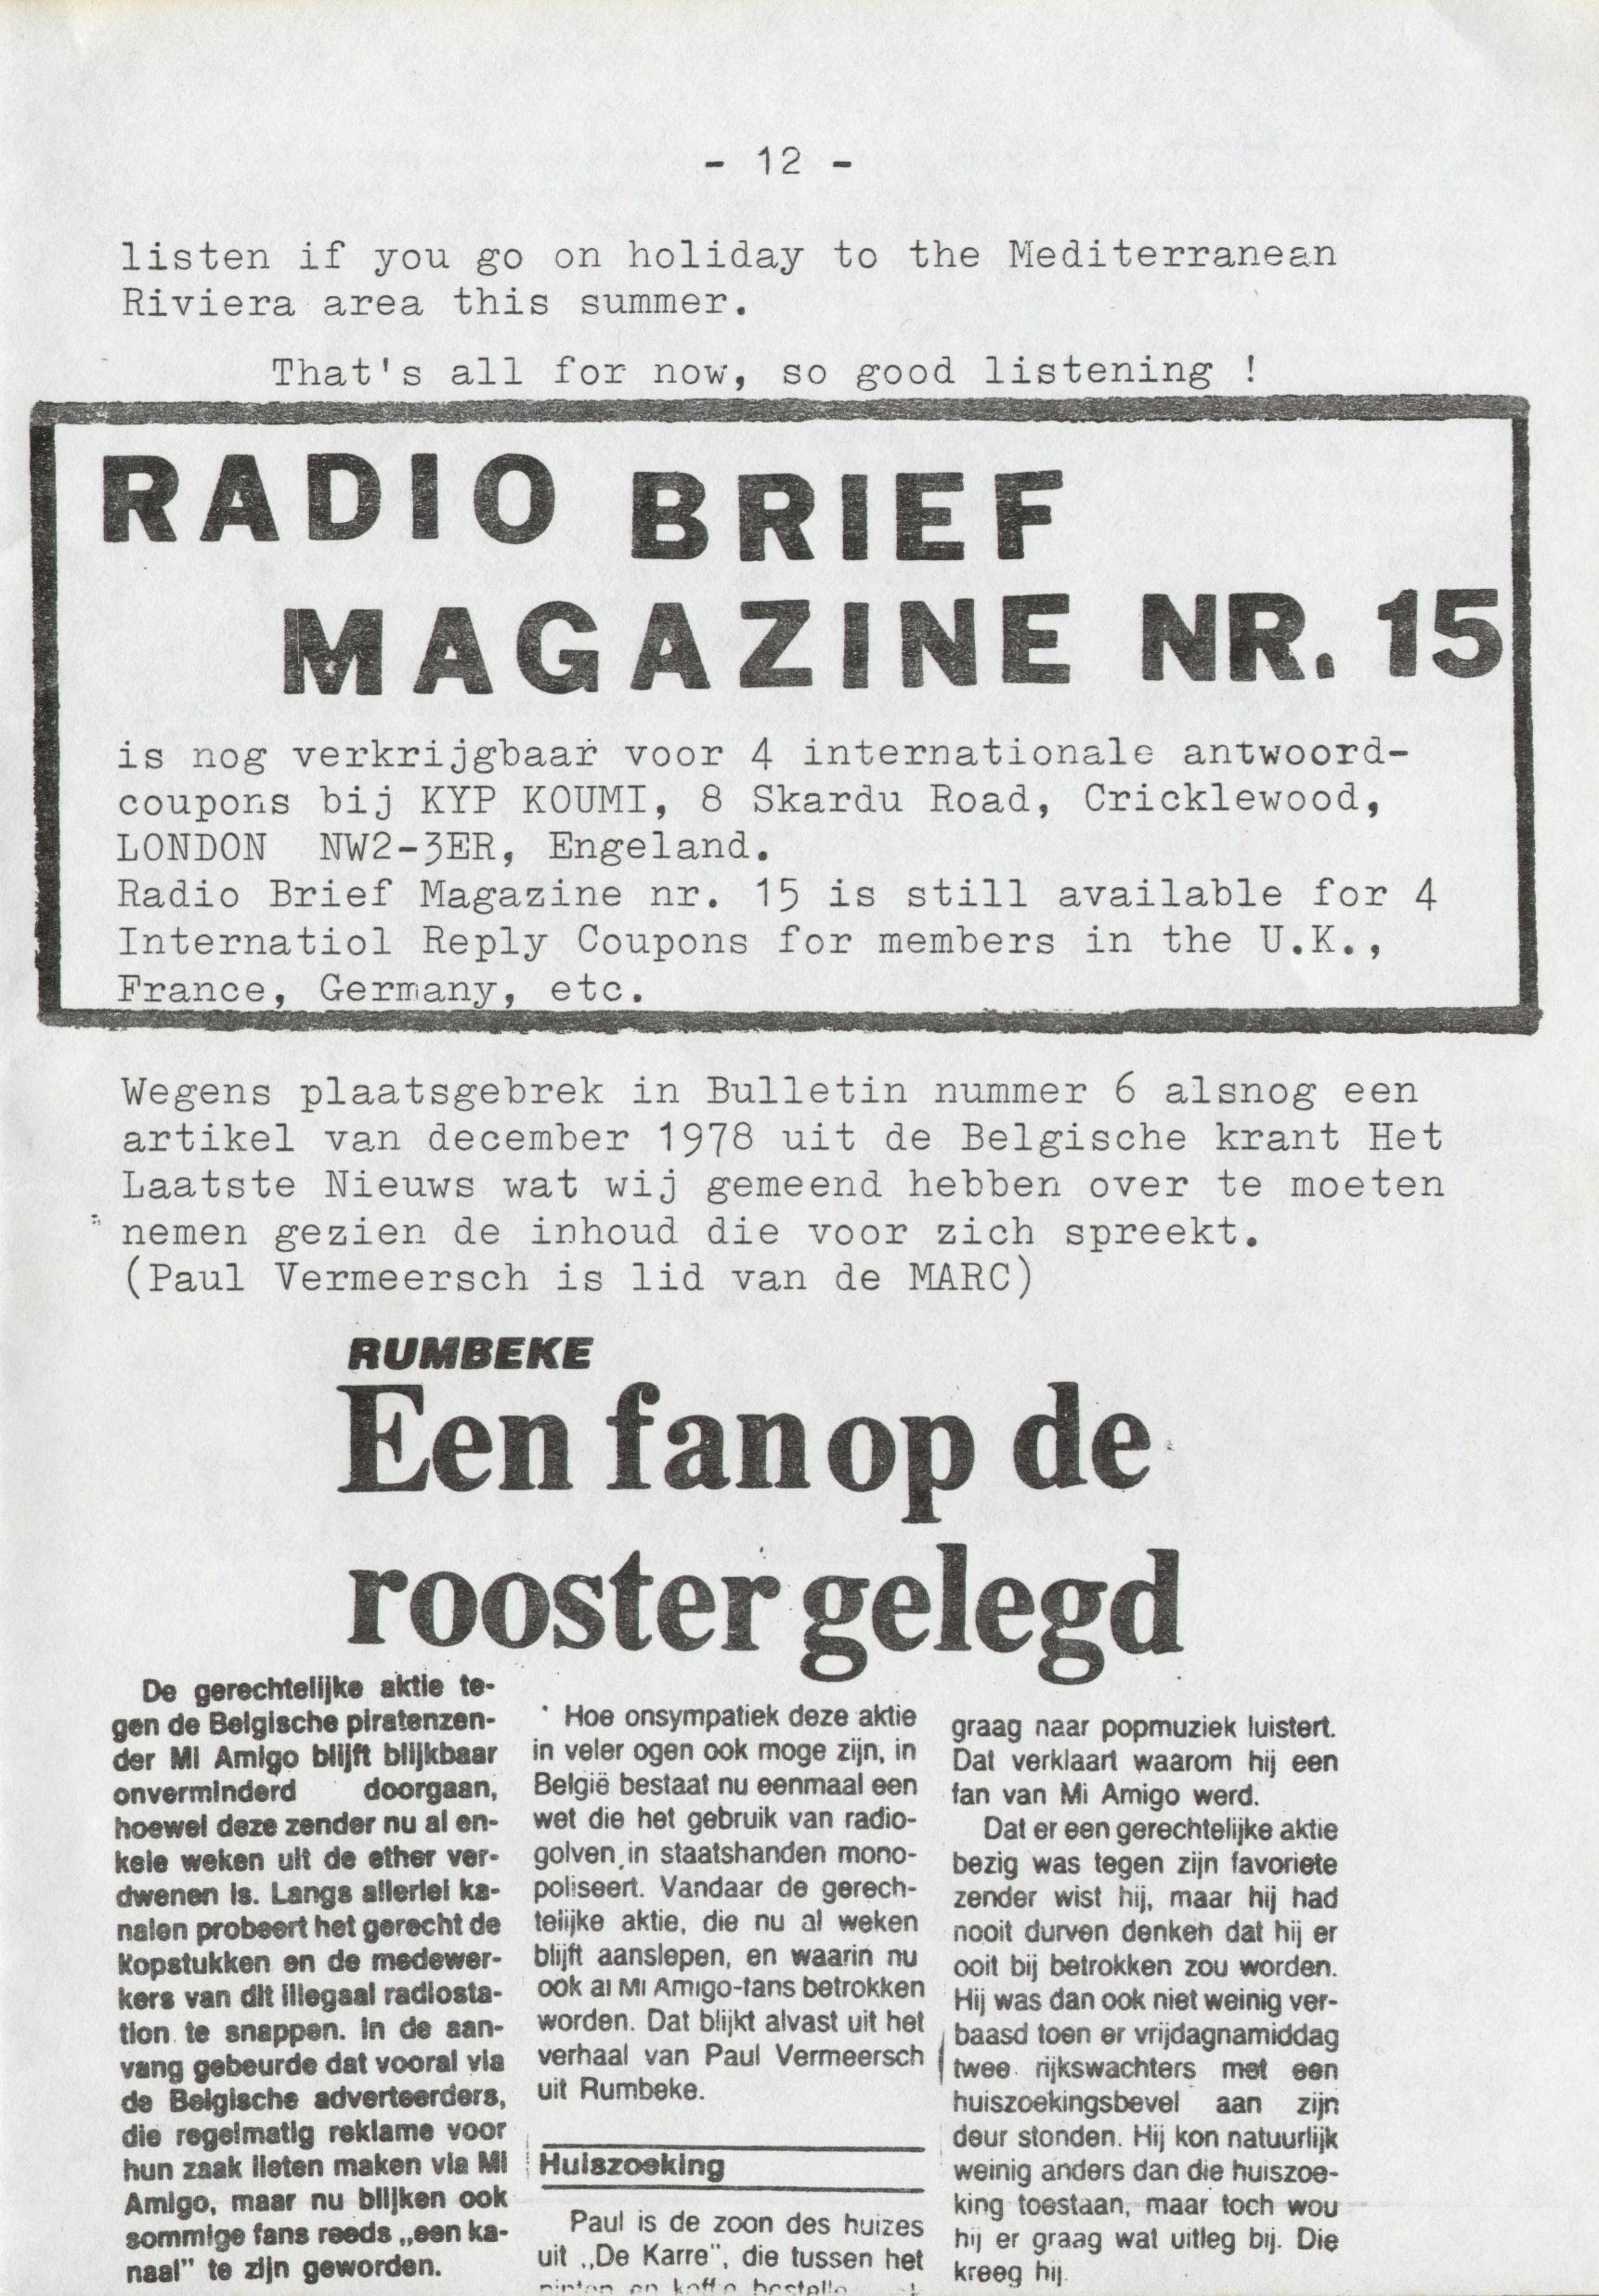 - 12 -
listen if you go on holiday to the Mediterranean
Riviera area this summer.
That's all for now, so good listening !
RADIO BRIEF
MAGAZINE NR. 15
is nog verkrijgbaar voor 4 internationale antwoord-
coupons bij KYP KOUMI, 8 Skardu Road, Cricklewood,
LONDON NW2-3ER, Engeland.
Radio Brief Magazine nr. 15 is still available for 4
Internatiol Reply Coupons for members in the U.K.,
France, Germany, etc.
Wegens plaatsgebrek in Bulletin nummer 6 alsnog een
artikel van december 1978 uit de Belgische krant Het
Laatste Nieuws wat wij gemeend hebben over te moeten
nemen gezien de inhoud die voor zich spreekt.
(Paul Vermeersch is lid van de MARC)
RUMBEKE
Een fan op de
rooster gelegd
De gerechtelijke aktie te-
gen de Belgische piratenzen-
der Mi Amigo blijft blijkbaar
onverminderd doorgaan,
hoewel deze zender nu al en-
kele weken uit de ether ver-
dwenen is. Langs allerlei ka-
nalen probeert het gerecht de
kopstukken en de medewer-
kers van dit illegaal radiosta-
tion te snappen. In de aan-
vang gebeurde dat vooral via
de Belgische adverteerders,
die regelmatig reklame voor
hun zaak lieten maken via Mi
Amigo, maar nu blijken ook
sommige fans reeds „een ka-
naal" te zijn geworden.
Hoe onsympatiek deze aktie
in veler ogen ook moge zijn, in
België bestaat nu eenmaal een
wet die het gebruik van radio-
golven in staatshanden mono-
poliseert. Vandaar de gerech-
telijke aktie, die nu al weken
blijft aanslepen, en waarin nu
ook al Mi Amigo-fans betrokken
worden. Dat blijkt alvast uit het
verhaal van Paul Vermeersch
uit Rumbeke.
Huiszoeking
Paul is de zoon des huizes
uit „De Karre", die tussen het
graag naar popmuziek luistert.
Dat verklaart waarom hij een
fan van Mi Amigo werd.
Dat er een gerechtelijke aktie
bezig was tegen zijn favoriete
zender wist hij, maar hij had
nooit durven denken dat hij er
ooit bij betrokken zou worden.
Hij was dan ook niet weinig ver-
baasd toen er vrijdagnamiddag
twee rijkswachters met een
huiszoekingsbevel aan zijn
deur stonden. Hij kon natuurlijk
weinig anders dan die huiszoe-
king toestaan, maar toch wou
hij er graag wat uitleg bij. Die
kreeg hij.